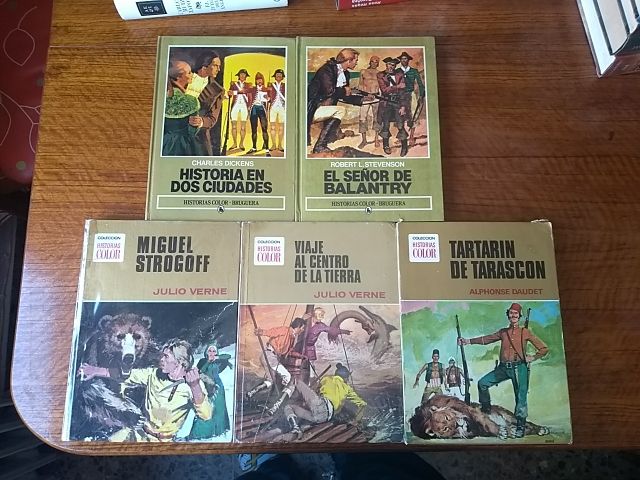 CHARLES DICKENS
HISTORIA EN
DOS CIUDADES
HISTORIAS COLOR - BRUGUERA
ROBERT L. STEVENSON
EL SEÑOR DE
BALANTRY
HISTORIAS COLOR - BRUGUERA
COLECCION
HISTORIAS
COLOR
MIGUEL
STROGOFF
JULIO VERNE
COLECCION
HISTORIAS
COLOR
VIAJE
AL CENTRO
DE LA TIERRA
JULIO VERNE
COLECCION
HISTORIAS
COLOR
TARTARIN
DE TARASCON
ALPHONSE DAUDET